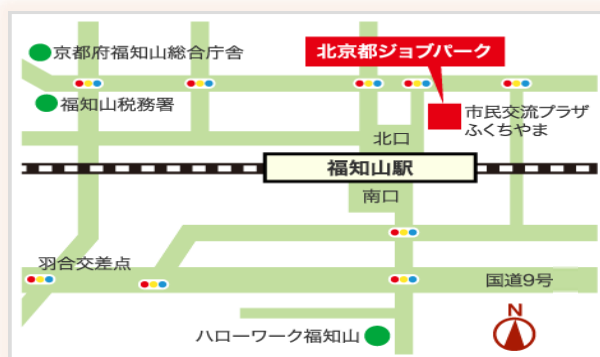 京都府福知山総合庁舎
北京都ジョブパーク
福知山税務署
市民交流プラザ
ふくちやま
北口
福知山駅
南口
羽合交差点
国道9号
N
ハローワーク福知山